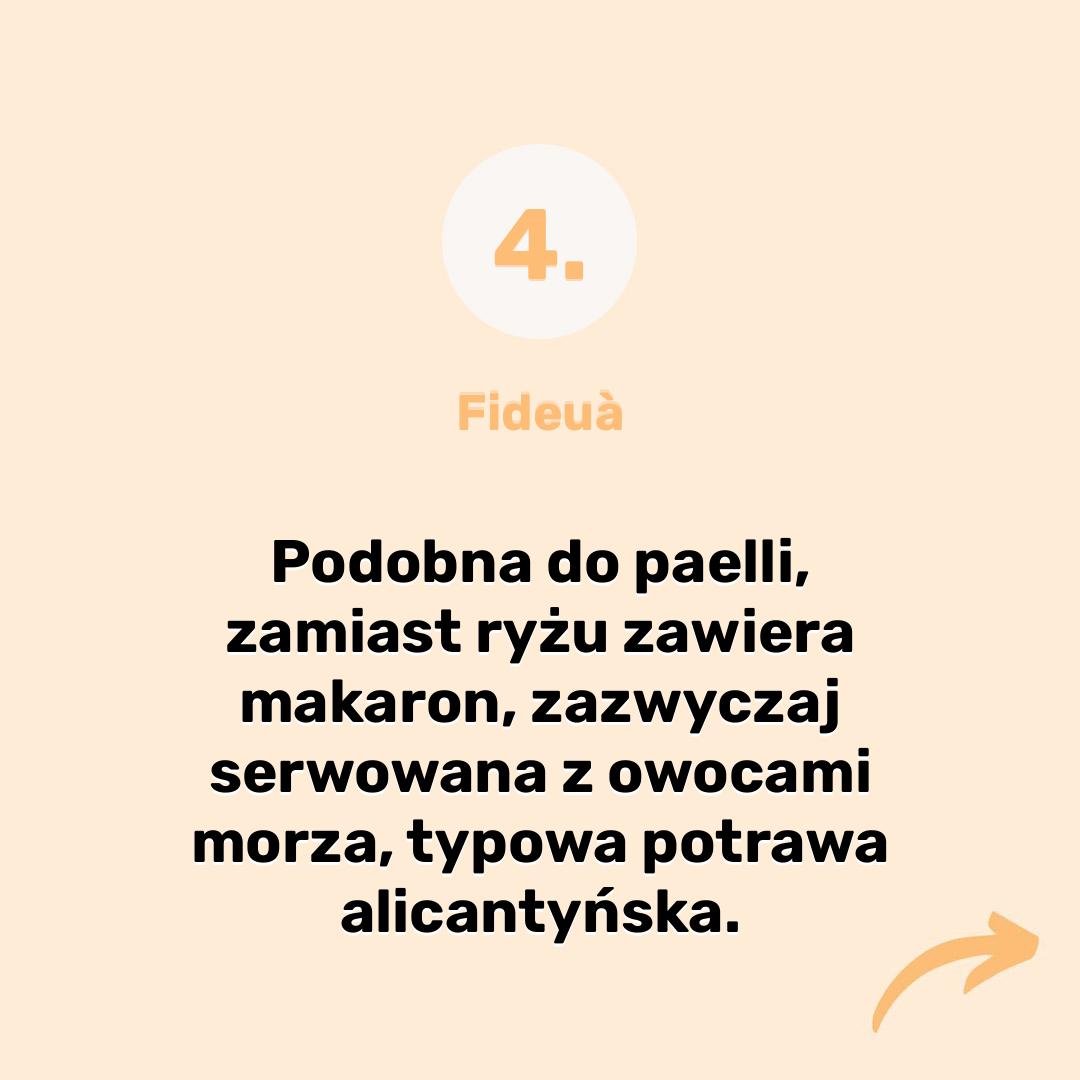 4.
Fideuà
Podobna do paelli,
zamiast ryżu zawiera
makaron, zazwyczaj
serwowana z owocami
morza, typowa potrawa
alicantyńska.